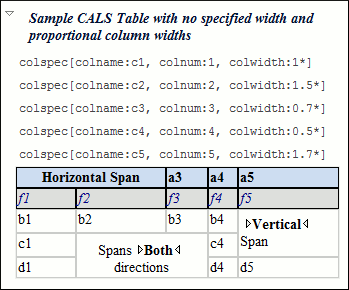 Sample CALS Table with no specified width and
proportional column widths
colspec[colname:c1, colnum:1, colwidth:1*]
colspec[colname:c2, colnum:2, colwidth:1.5*]
colspec[colname:c3, colnum:3, colwidth:0.7*]
colspec[colname:c4, colnum:4, colwidth:0.5*]
colspec[colname:c5, colnum:5, colwidth:1.7*]
Horizontal Span a3 a4 a5
f1 f2 f3 f4 f5
b1 b2 b3 b4 Vertical
Span
c1 Spans Both c4
directions
d1 d4 d5